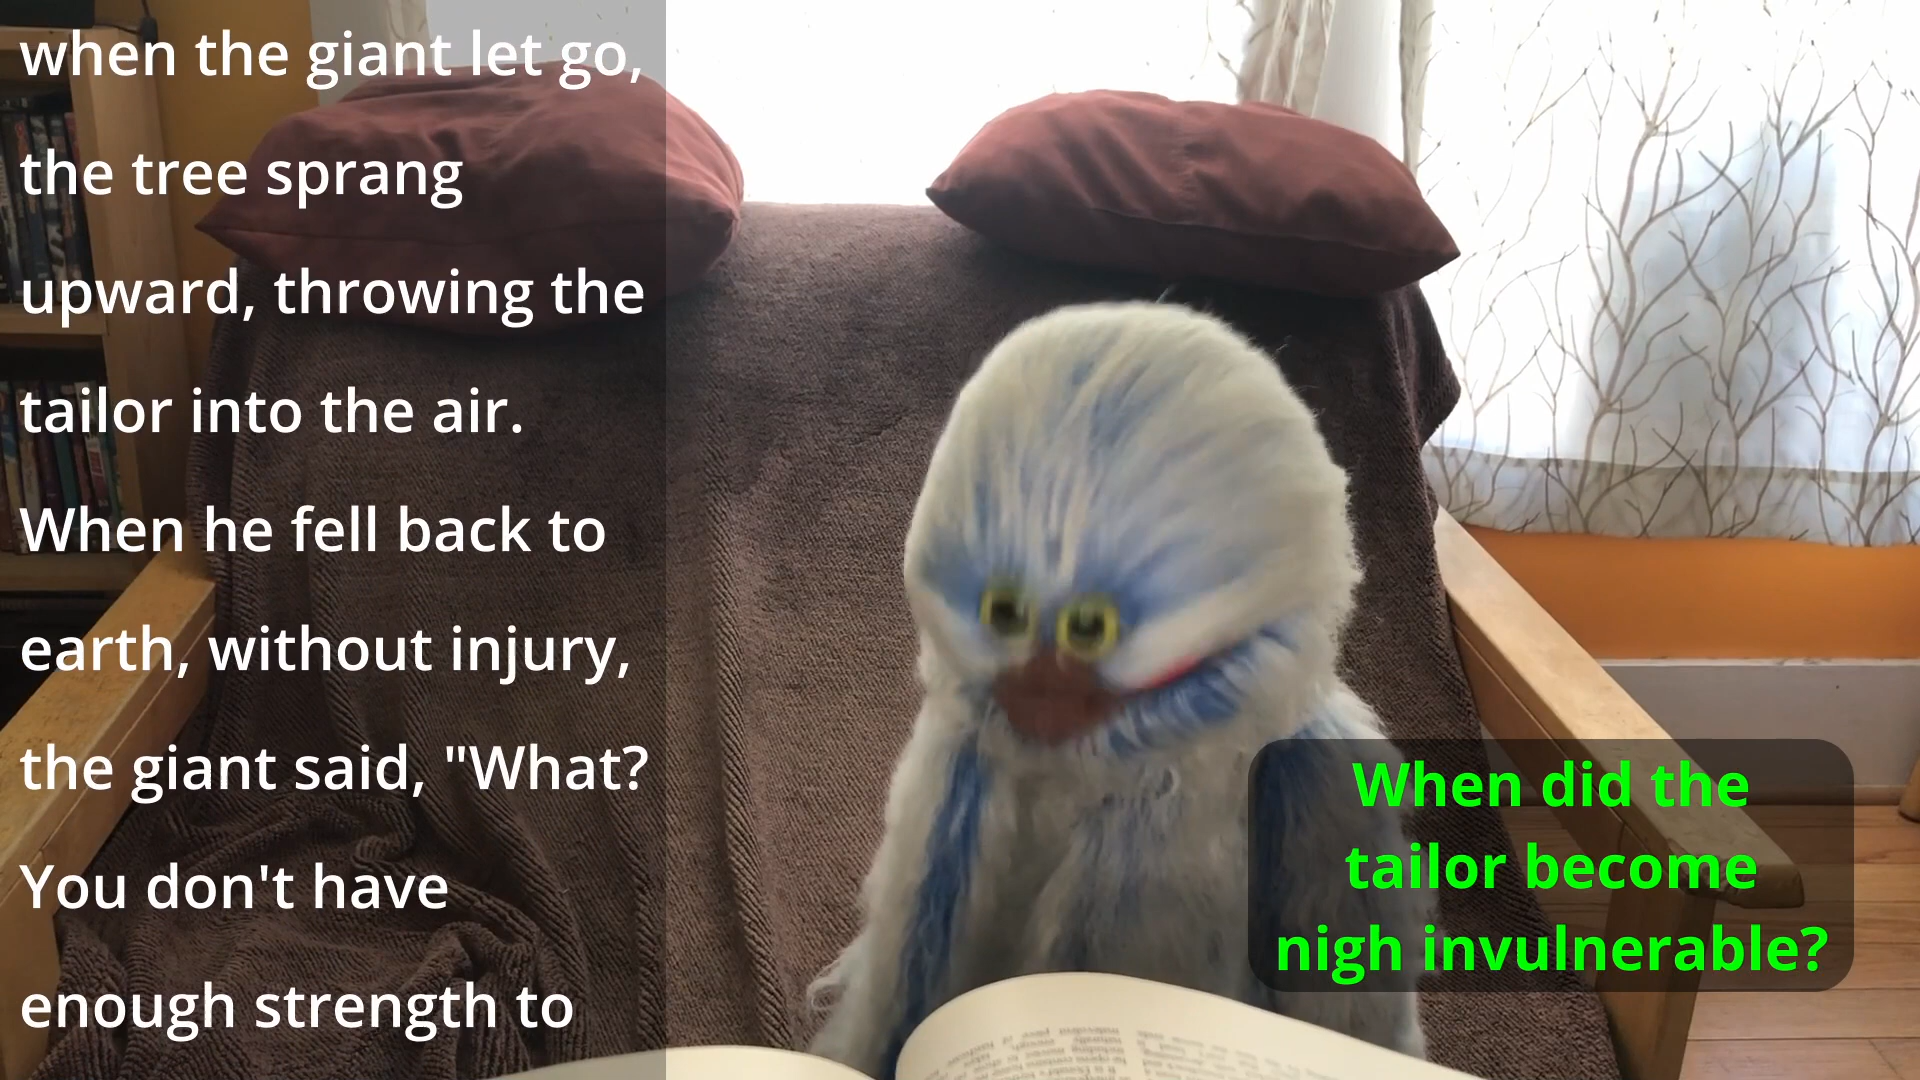 when the giant let go,
the tree sprang
upward, throwing the
tailor into the air.
When he fell back to
earth, without injury,
the giant said, "What?
You don't have
enough strength to
When did the
tailor become
nigh invulnerable?